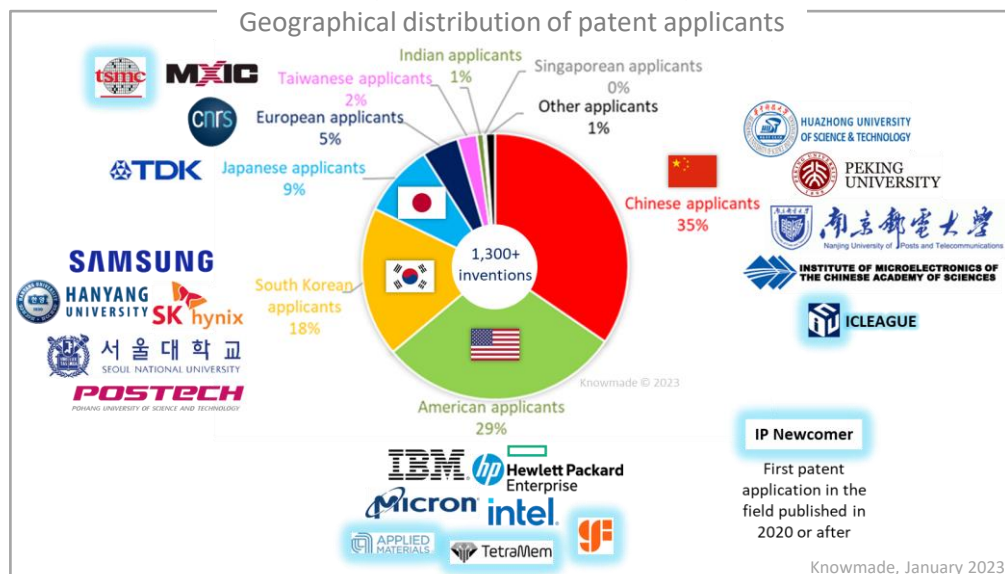 Geographical distribution of patent applicants
tsmc
MXIC
cnrs
TDK
Indian applicants
1%
Singaporean applicants
0%
Taiwanese applicants
2%
Other applicants
1%
European applicants
5%
Japanese applicants
9%
Chinese applicants
35%
1,300+
inventions
South Korean
applicants
18%
American applicants
29%
Knowmade © 2023
HUAZHONG UNIVERSITY
OF SCIENCE & TECHNOLOGY
PEKING
UNIVERSITY
南京郵電大學
Nanjing University of Posts and Telecommunications
INSTITUTE OF MICROELECTRONICS OF
THE CHINESE ACADEMY OF SCIENCES
ICLEAGUE
SAMSUNG
HANYANG
UNIVERSITY
SK hynix
서울대학교
SEOUL NATIONAL UNIVERSITY
POSTECH
POHANG UNIVERSITY OF SCIENCE AND TECHNOLOGY
IBM
hp
Hewlett Packard
Enterprise
Micron
intel
APPLIED
MATERIALS
TetraMem
GF
IP Newcomer
First patent
application in the
field published in
2020 or after
Knowmade, January 2023